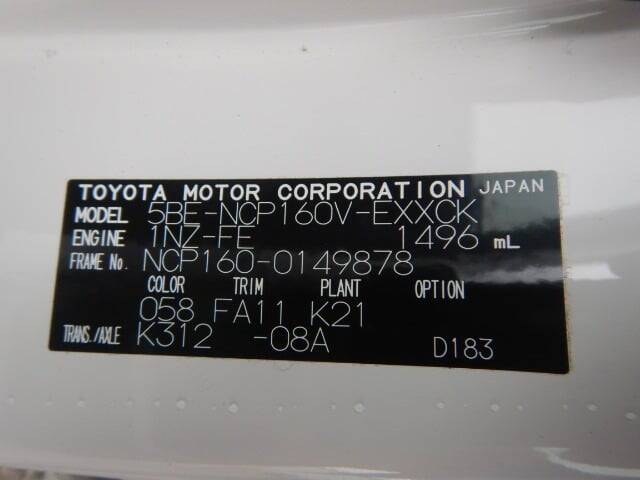 TOYOTA MOTOR CORPORATION JAPAN
MODEL 5BE-NCP160V-EXXCK
ENGINE 1NZ-FE 1496 mL
FRAME No. NCP160-0149878
COLOR TRIM PLANT OPTION
058 FA11 K21
TRANS./AXLE K312 -08A D183